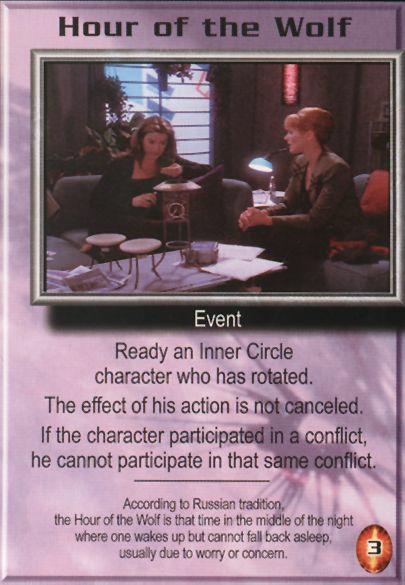 Hour of the Wolf
Event
Ready an Inner Circle
character who has rotated.
The effect of his action is not canceled.
If the character participated in a conflict,
he cannot participate in that same conflict.
According to Russian tradition,
the Hour of the Wolf is that time in the middle of the night
where one wakes up but cannot fall back asleep,
usually due to worry or concern.
3